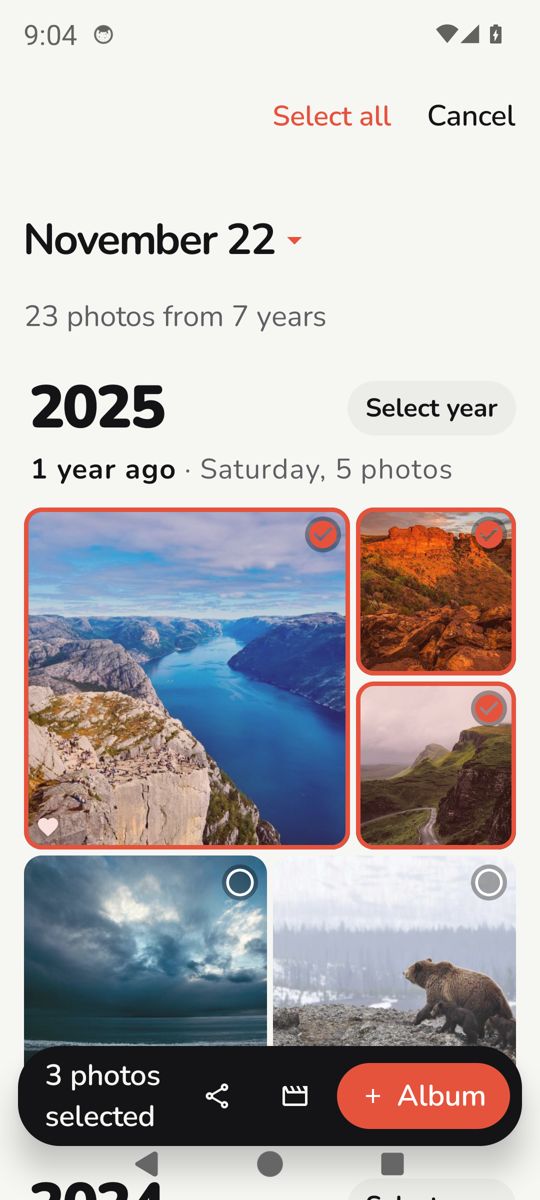 9:04
Select all Cancel
November 22
23 photos from 7 years
2025 Select year
1 year ago · Saturday, 5 photos
3 photos
selected
+ Album
2024